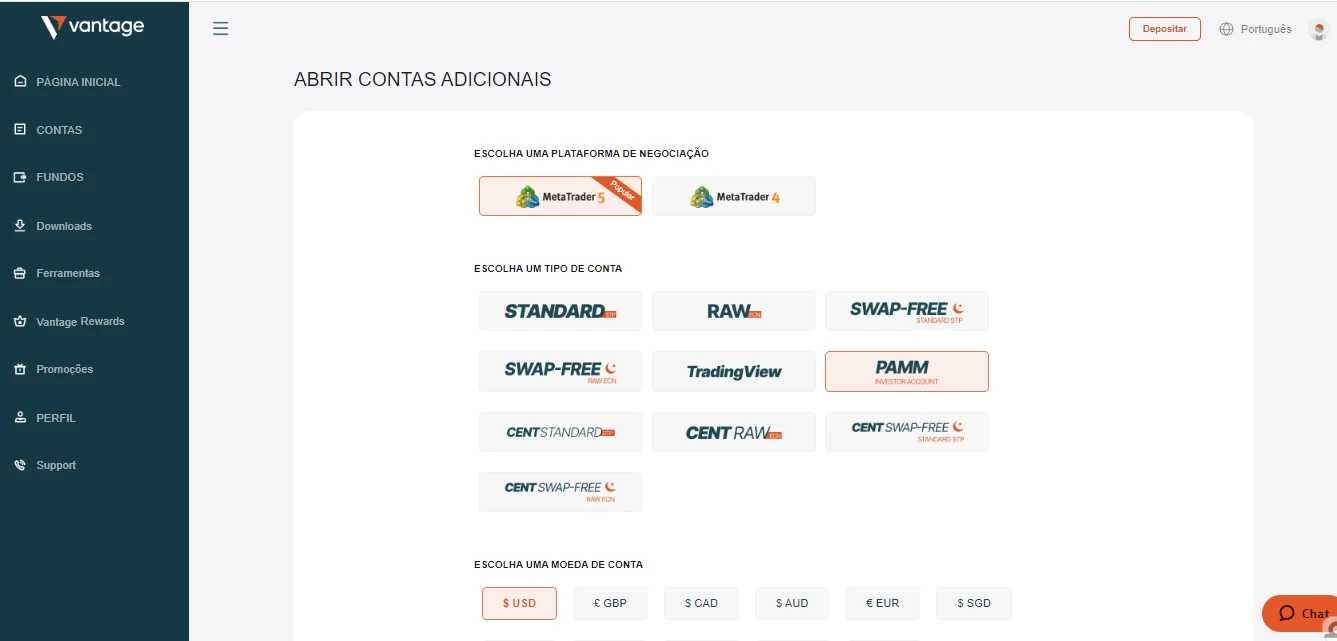 vantage
Depositar
Português
PÁGINA INICIAL
CONTAS
FUNDOS
Downloads
Ferramentas
Vantage Rewards
Promoções
PERFIL
Support
ABRIR CONTAS ADICIONAIS
ESCOLHA UMA PLATAFORMA DE NEGOCIAÇÃO
MetaTrader 5
Popular
MetaTrader 4
ESCOLHA UM TIPO DE CONTA
STANDARD STP
RAW ECN
SWAP-FREE
STANDARD STP
SWAP-FREE
RAW ECN
TradingView
PAMM
INVESTOR ACCOUNT
CENT STANDARD STP
CENT RAW ECN
CENT SWAP-FREE
STANDARD STP
CENT SWAP-FREE
RAW ECN
ESCOLHA UMA MOEDA DE CONTA
$ USD
£ GBP
$ CAD
$ AUD
€ EUR
$ SGD
Chat